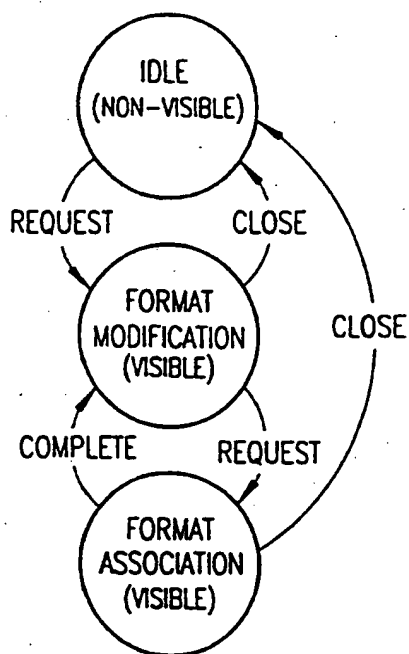 IDLE
(NON-VISIBLE)
REQUEST
CLOSE
FORMAT
MODIFICATION
(VISIBLE)
CLOSE
COMPLETE
REQUEST
FORMAT
ASSOCIATION
(VISIBLE)